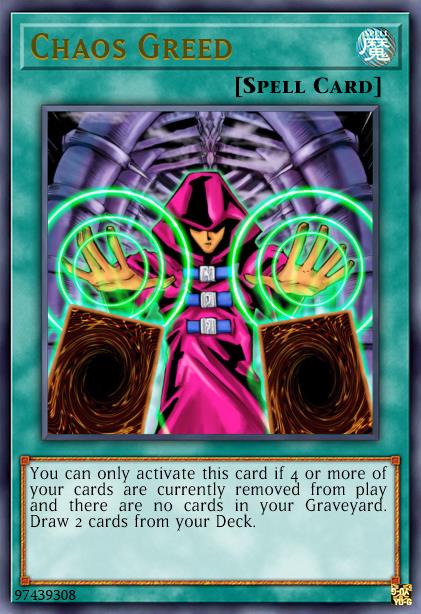 Chaos Greed
SPELL
魔
[Spell Card]
You can only activate this card if 4 or more of
your cards are currently removed from play
and there are no cards in your Graveyard.
Draw 2 cards from your Deck.
97439308